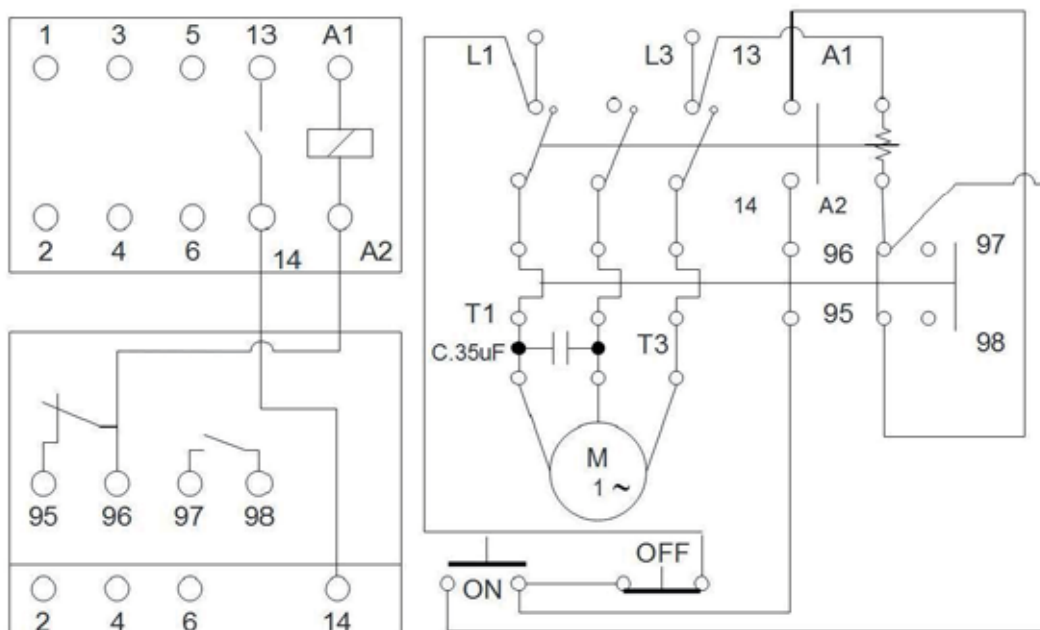 1 3 5 13 A1
2 4 6 14 A2
95 96 97 98
2 4 6 14
L1 L3 13 A1
14 A2
96 97
95 98
T1 T3
C.35uF
M
1 ~
OFF
ON